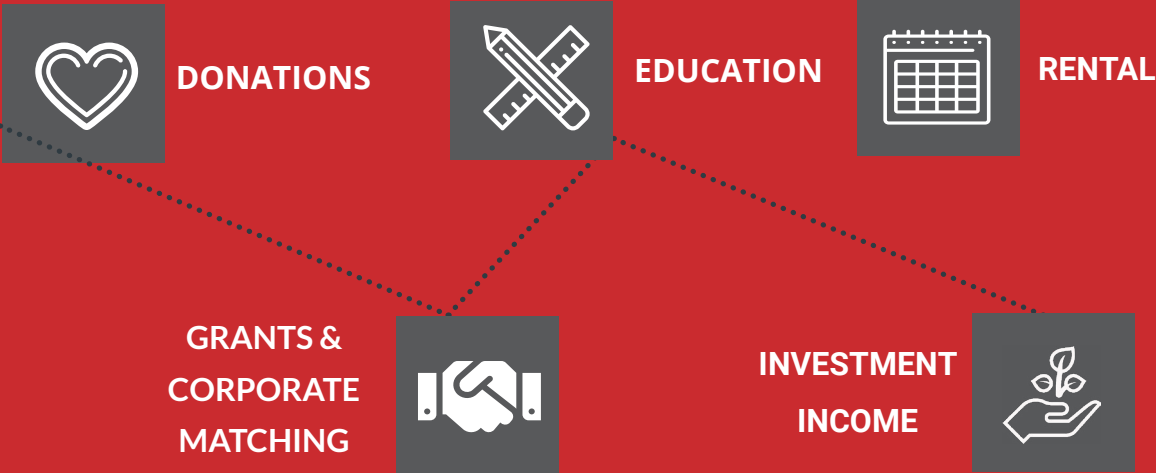 DONATIONS
EDUCATION
RENTAL
GRANTS &
CORPORATE
MATCHING
INVESTMENT
INCOME